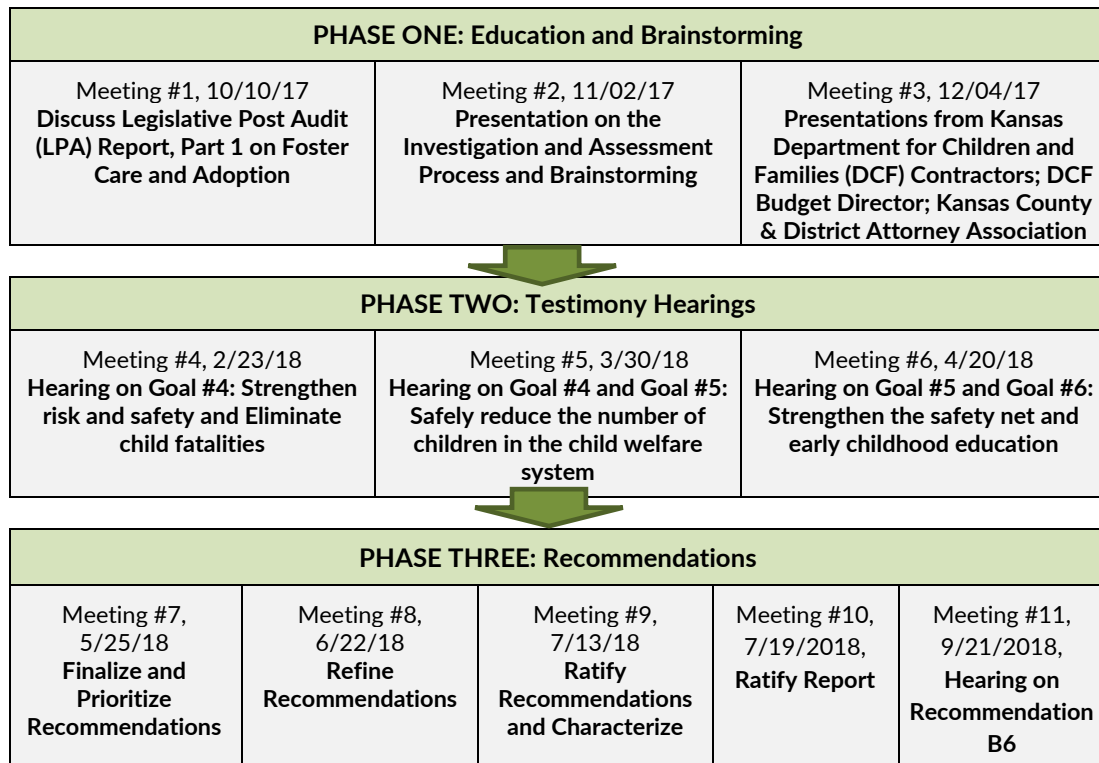 PHASE ONE: Education and Brainstorming
Meeting #1, 10/10/17
Discuss Legislative Post Audit
(LPA) Report, Part 1 on Foster
Care and Adoption
Meeting #2, 11/02/17
Presentation on the
Investigation and Assessment
Process and Brainstorming
Meeting #3, 12/04/17
Presentations from Kansas
Department for Children and
Families (DCF) Contractors; DCF
Budget Director; Kansas County
& District Attorney Association
PHASE TWO: Testimony Hearings
Meeting #4, 2/23/18
Hearing on Goal #4: Strengthen
risk and safety and Eliminate
child fatalities
Meeting #5, 3/30/18
Hearing on Goal #4 and Goal #5:
Safely reduce the number of
children in the child welfare
system
Meeting #6, 4/20/18
Hearing on Goal #5 and Goal #6:
Strengthen the safety net and
early childhood education
PHASE THREE: Recommendations
Meeting #7,
5/25/18
Finalize and
Prioritize
Recommendations
Meeting #8,
6/22/18
Refine
Recommendations
Meeting #9,
7/13/18
Ratify
Recommendations
and Characterize
Meeting #10,
7/19/2018,
Ratify Report
Meeting #11,
9/21/2018,
Hearing on
Recommendation
B6